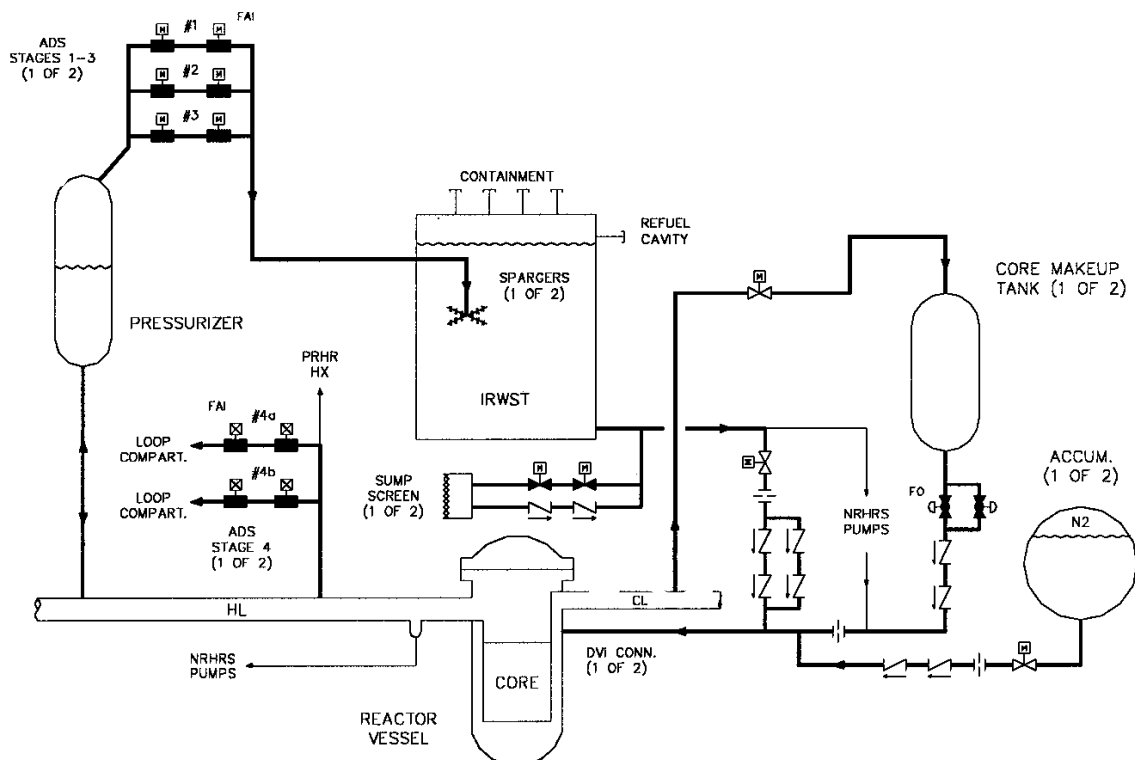 ADS
STAGES 1-3
(1 OF 2)
#1
FAI
M
M
#2
M
M
#3
M
M
CONTAINMENT
REFUEL
CAVITY
SPARGERS
(1 OF 2)
IRWST
PRESSURIZER
PRHR
HX
FAI
#4a
LOOP
COMPART.
#4b
LOOP
COMPART.
ADS
STAGE 4
(1 OF 2)
SUMP
SCREEN
(1 OF 2)
M
M
M
M
CORE MAKEUP
TANK (1 OF 2)
NRHRS
PUMPS
FO
ACCUM.
(1 OF 2)
N2
M
HL
CL
NRHRS
PUMPS
DVI CONN.
(1 OF 2)
CORE
REACTOR
VESSEL